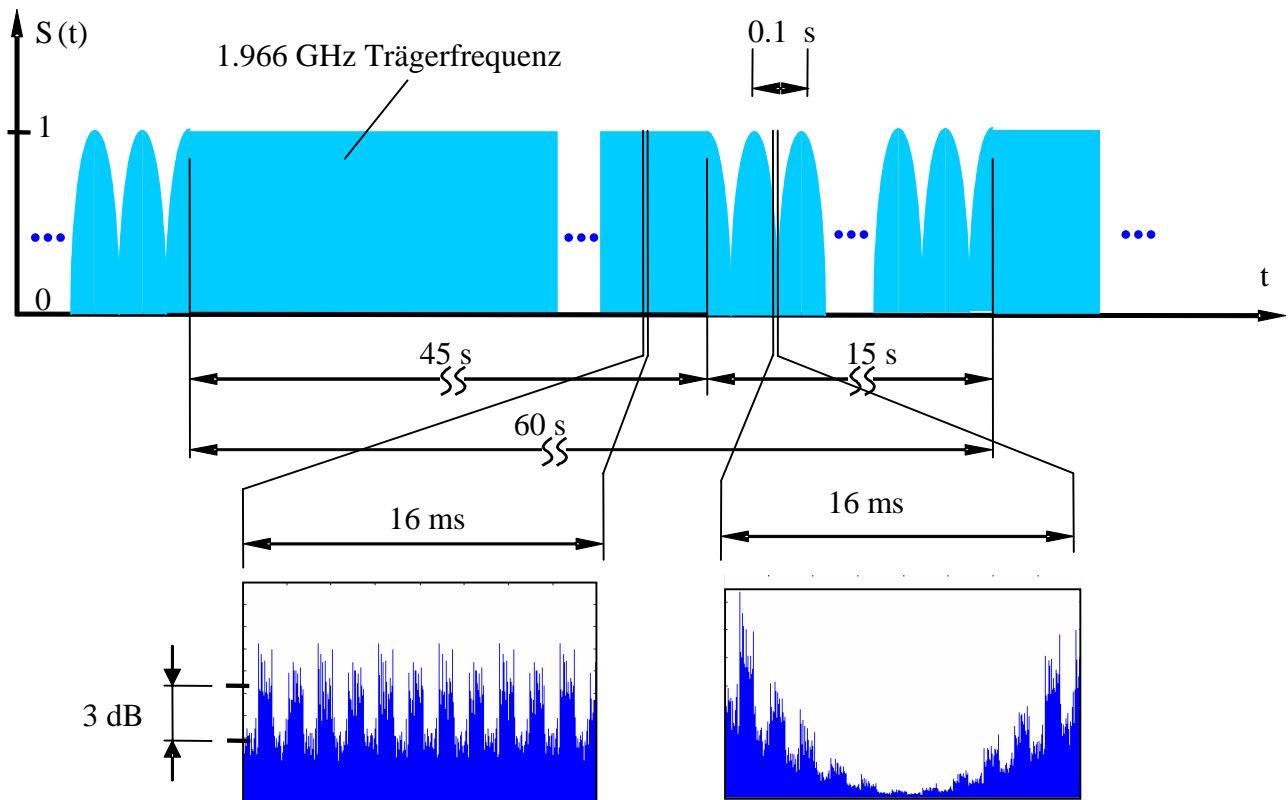 S (t)
0.1 s
1.966 GHz Trägerfrequenz
1
0
t
45 s
15 s
60 s
16 ms
16 ms
3 dB